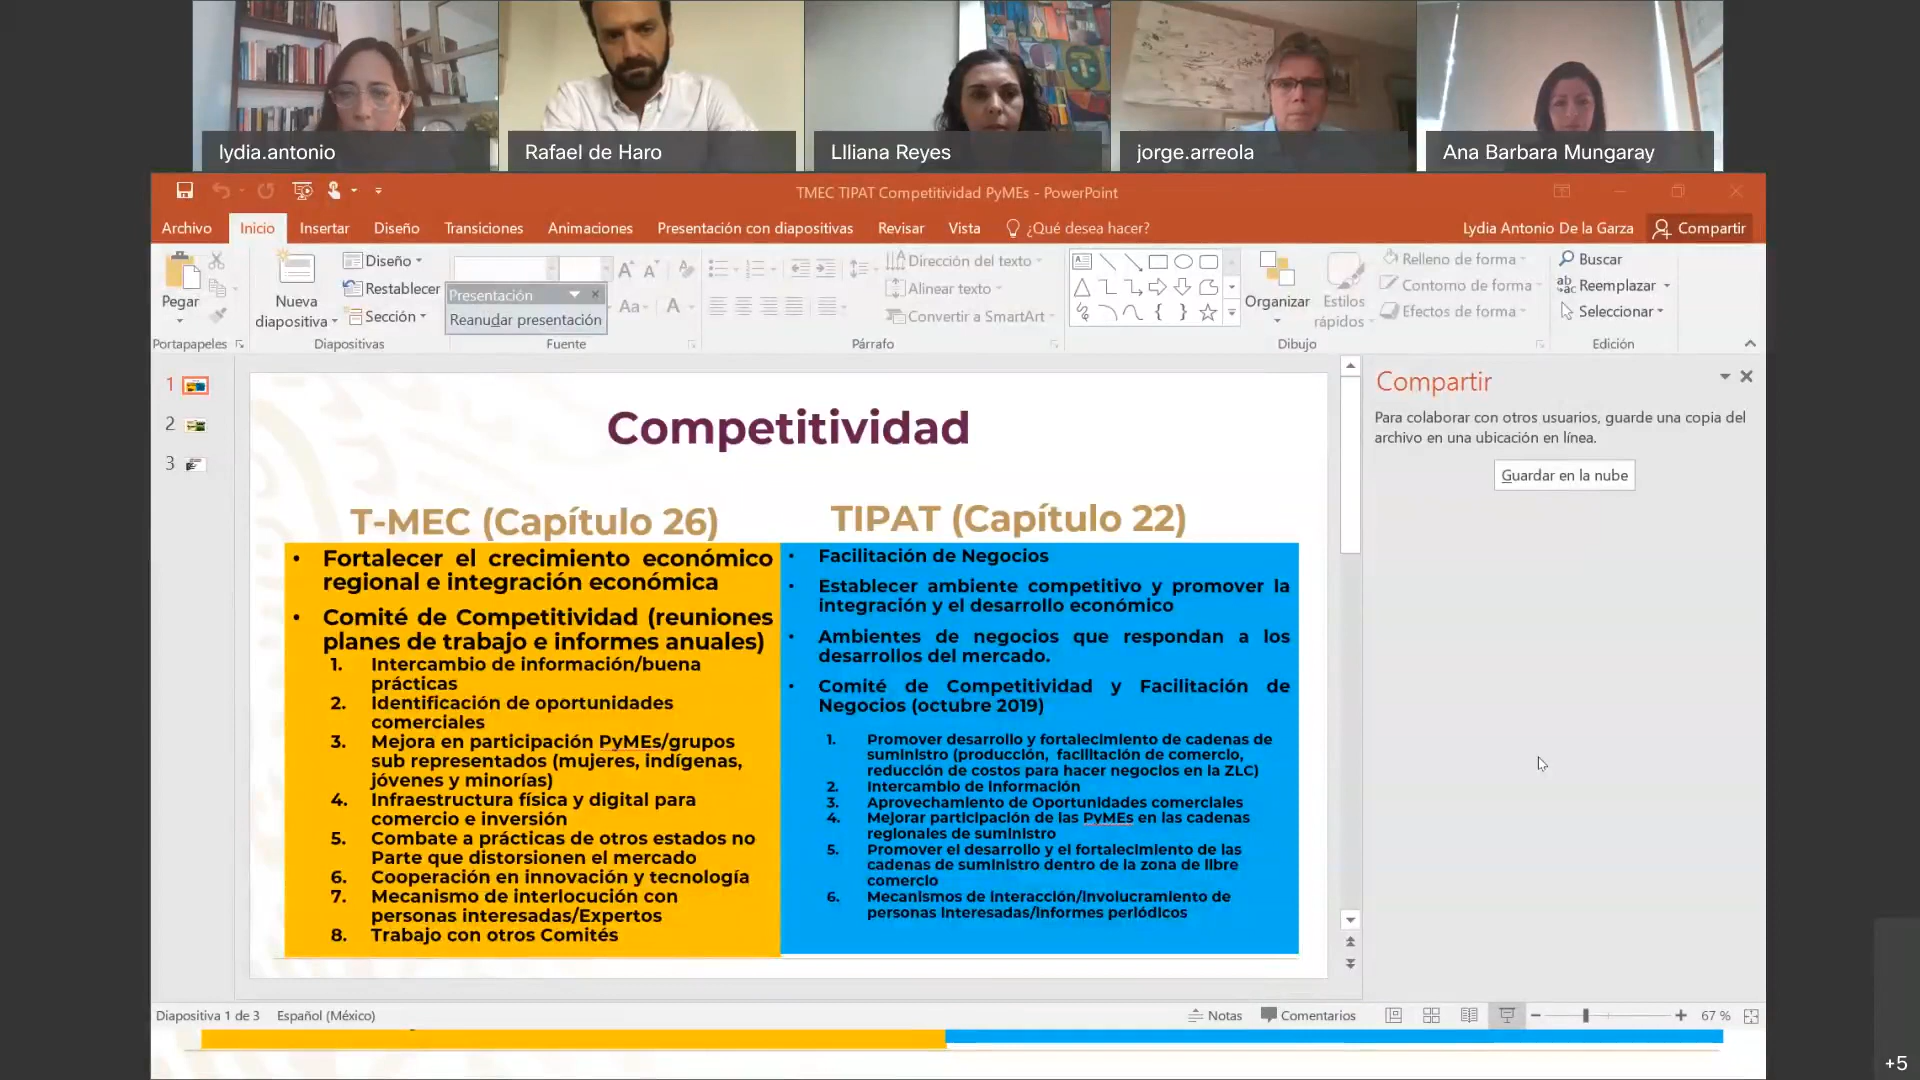 lydia.antonio
Rafael de Haro
Llliana Reyes
jorge.arreola
Ana Barbara Mungaray
TMEC TIPAT Competitividad PyMEs - PowerPoint
Archivo Inicio Insertar Diseño Transiciones Animaciones Presentación con diapositivas Revisar Vista ¿Qué desea hacer? Lydia Antonio De la Garza Compartir
Pegar
Portapapeles
Nueva diapositiva
Diseño
Restablecer
Sección
Diapositivas
Presentación
Reanudar presentación
Aa
A
Fuente
Dirección del texto
Alinear texto
Convertir a SmartArt
Párrafo
Organizar
Estilos rápidos
Relleno de forma
Contorno de forma
Efectos de forma
Dibujo
Buscar
Reemplazar
Seleccionar
Edición
1
2
3
Competitividad
T-MEC (Capítulo 26)
• Fortalecer el crecimiento económico
regional e integración económica
• Comité de Competitividad (reuniones
planes de trabajo e informes anuales)
1. Intercambio de información/buena
prácticas
2. Identificación de oportunidades
comerciales
3. Mejora en participación PyMEs/grupos
sub representados (mujeres, indígenas,
jóvenes y minorías)
4. Infraestructura física y digital para
comercio e inversión
5. Combate a prácticas de otros estados no
Parte que distorsionen el mercado
6. Cooperación en innovación y tecnología
7. Mecanismo de interlocución con
personas interesadas/Expertos
8. Trabajo con otros Comités
TIPAT (Capítulo 22)
• Facilitación de Negocios
• Establecer ambiente competitivo y promover la
integración y el desarrollo económico
• Ambientes de negocios que respondan a los
desarrollos del mercado.
• Comité de Competitividad y Facilitación de
Negocios (octubre 2019)
1. Promover desarrollo y fortalecimiento de cadenas de
suministro (producción, facilitación de comercio,
reducción de costos para hacer negocios en la ZLC)
2. Intercambio de información
3. Aprovechamiento de Oportunidades comerciales
4. Mejorar participación de las PyMEs en las cadenas
regionales de suministro
5. Promover el desarrollo y el fortalecimiento de las
cadenas de suministro dentro de la zona de libre
comercio
6. Mecanismos de interacción/involucramiento de
personas interesadas/informes periódicos
Compartir
Para colaborar con otros usuarios, guarde una copia del
archivo en una ubicación en línea.
Guardar en la nube
Diapositiva 1 de 3 Español (México) Notas Comentarios 67 %
+5